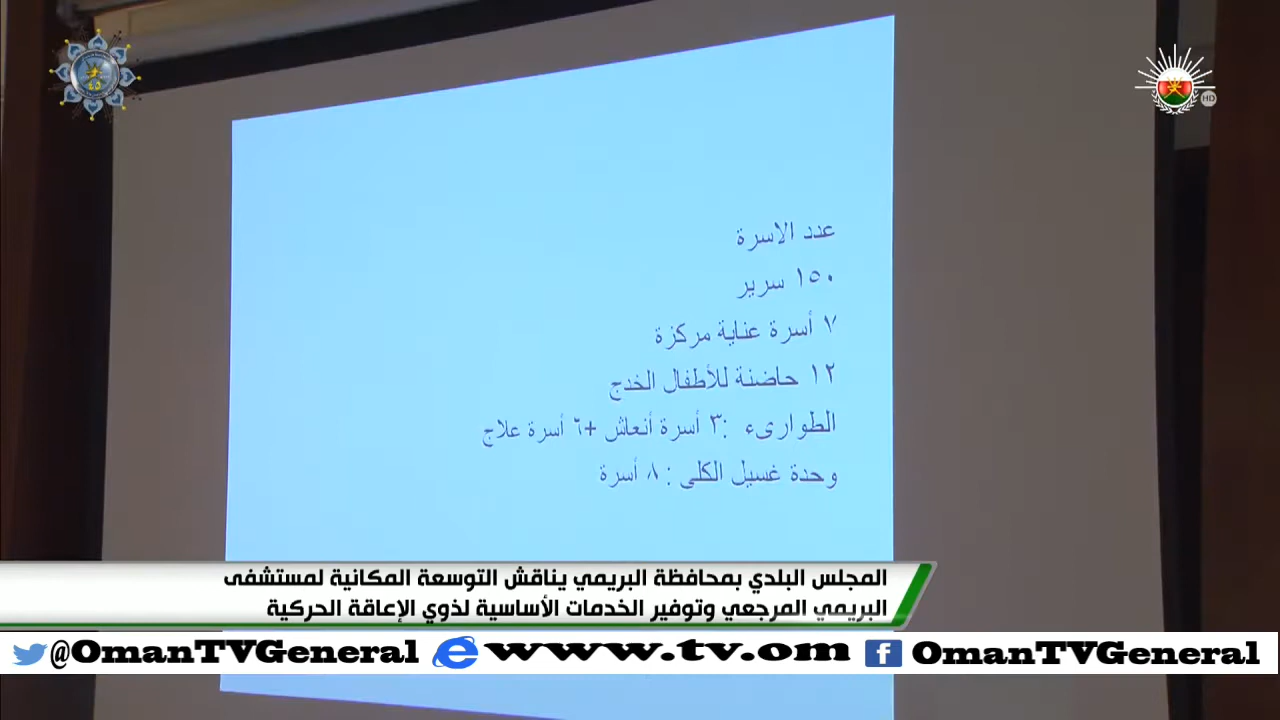 HD
عدد الاسرة
١٥٠ سرير
٧ أسرة عناية مركزة
١٢ حاضنة للأطفال الخدج
الطوارىء :٣ أسرة أنعاش +٦ أسرة علاج
وحدة غسيل الكلى : ٨ أسرة
المجلس البلدي بمحافظة البريمي يناقش التوسعة المكانية لمستشفى
البريمي المرجعي وتوفير الخدمات الأساسية لذوي الإعاقة الحركية
@OmanTVGeneral www.tv.om OmanTVGeneral